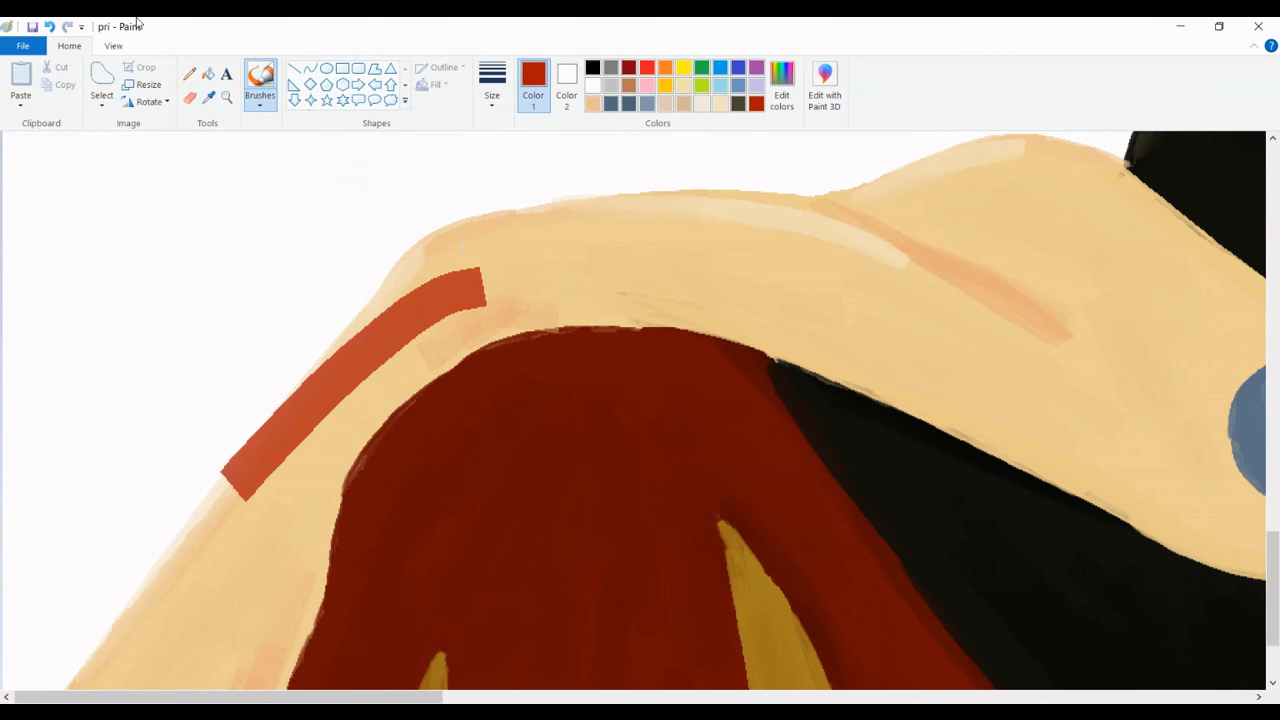 pri - Paint
File Home View
Paste Cut Copy Clipboard
Select Crop Resize Rotate Image
A Tools
Brushes
Outline Fill Shapes
Size
Color 1 Color 2 Edit colors Colors
Edit with Paint 3D